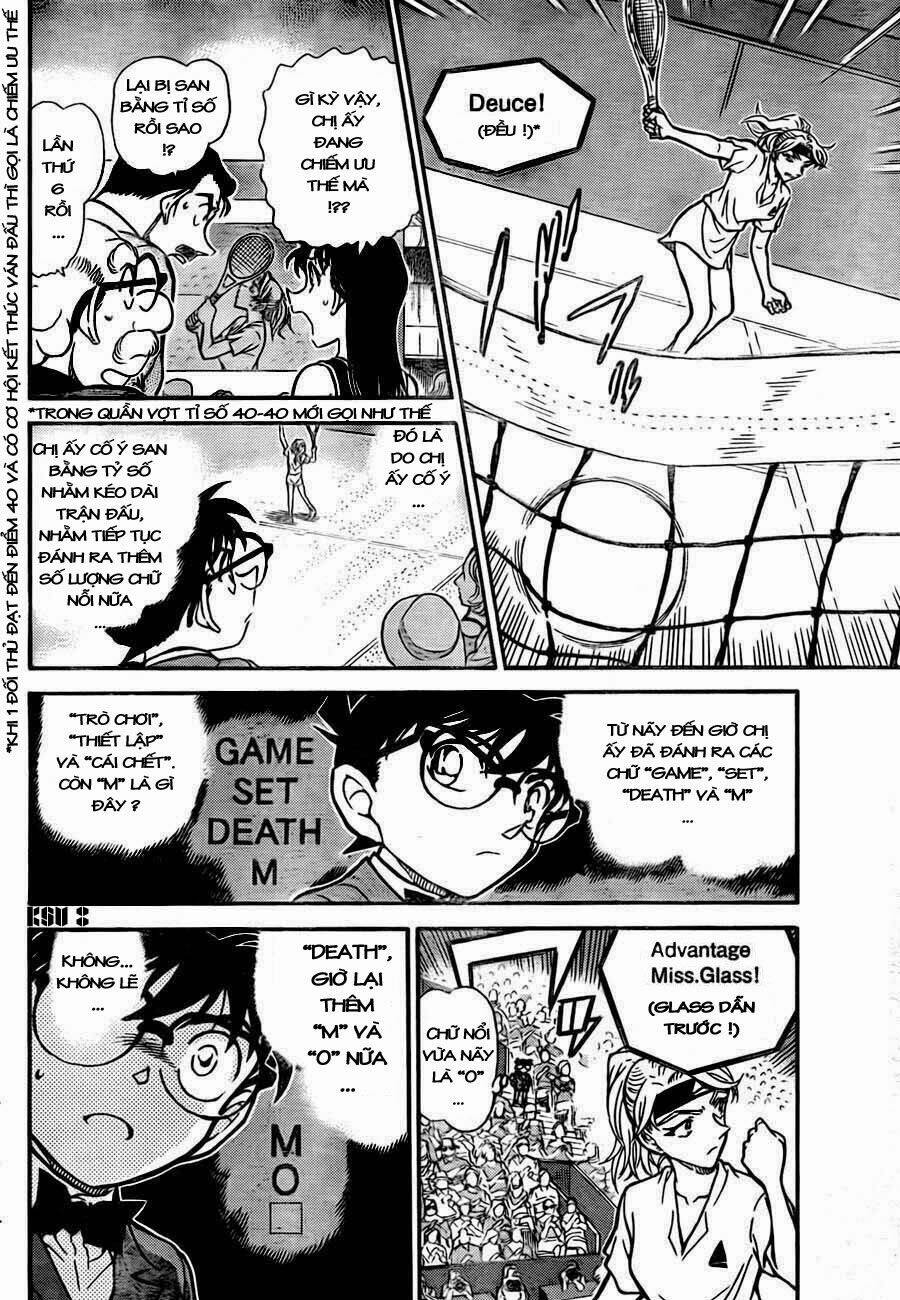 Deuce!
(ĐỀU !)*
GÌ KỲ VẬY,
CHỊ ẤY
ĐANG
CHIẾM ƯU
THẾ MÀ
!??
LẠI BỊ SAN
BẰNG TỈ SỐ
RỒI SAO
!?
LẦN
THỨ
6
RỒI
...
*TRONG QUẦN VỢT TỈ SỐ 40-40 MỚI GỌI NHƯ THẾ
*KHI 1 ĐỐI THỦ ĐẠT ĐẾN ĐIỂM 40 VÀ CÓ CƠ HỘI KẾT THÚC VÁN ĐẤU THÌ GỌI LÀ CHIẾM ƯU THẾ
ĐÓ LÀ
DO CHỊ
ẤY CỐ Ý
...
CHỊ ẤY CỐ Ý SAN
BẰNG TỶ SỐ
NHẰM KÉO DÀI
TRẬN ĐẤU,
NHẰM TIẾP TỤC
ĐÁNH RA THÊM
SỐ LƯỢNG CHỮ
NỖI NỮA
...
TỪ NÃY ĐẾN GIỜ CHỊ
ẤY ĐÃ ĐÁNH RA CÁC
CHỮ “GAME”, “SET”,
“DEATH” VÀ “M”
...
GAME
SET
DEATH
M
“TRÒ CHƠI”,
“THIẾT LẬP”
VÀ “CÁI CHẾT”.
CÒN “M” LÀ GÌ
ĐÂY ?
KSV 8
Advantage
Miss.Glass!
(GLASS DẪN
TRƯỚC !)
CHỮ NỔI
VỪA NÃY
LÀ “O”
...
“DEATH”,
GIỜ LẠI
THÊM
“M” VÀ
“O” NỮA
...
M
O
□
KHÔNG...
KHÔNG LẼ
...